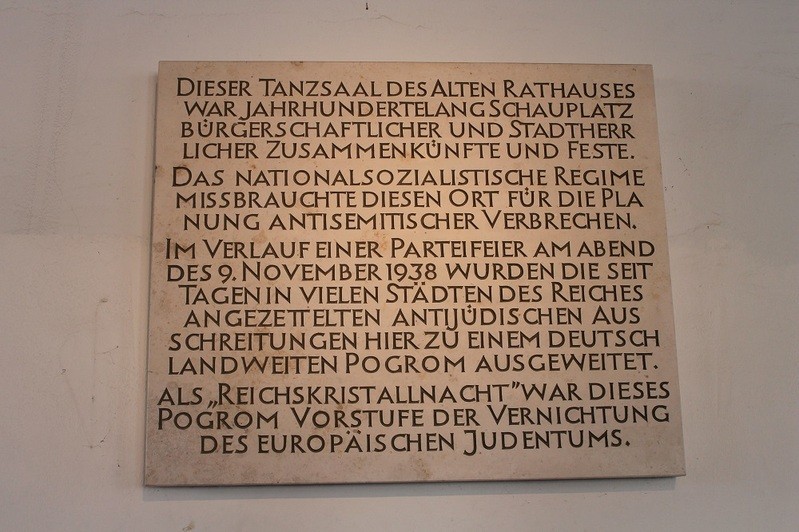 DIESER TANZSAAL DES ALTEN RATHAUSES
WAR JAHRHUNDERTELANG SCHAUPLATZ
BÜRGERSCHAFTLICHER UND STADTHERR
LICHER ZUSAMMENKÜNFTE UND FESTE.
DAS NATIONALSOZIALISTISCHE REGIME
MISSBRAUCHTE DIESEN ORT FÜR DIE PLA
NUNG ANTISEMITISCHER VERBRECHEN.
IM VERLAUF EINER PARTEIFEIER AM ABEND
DES 9. NOVEMBER 1938 WURDEN DIE SEIT
TAGEN IN VIELEN STÄDTEN DES REICHES
ANGEZETTELTEN ANTIJÜDISCHEN AUS
SCHREITUNGEN HIER ZU EINEM DEUTSCH
LANDWEITEN POGROM AUSGEWEITET.
ALS „REICHSKRISTALLNACHT” WAR DIESES
POGROM VORSTUFE DER VERNICHTUNG
DES EUROPÄISCHEN JUDENTUMS.